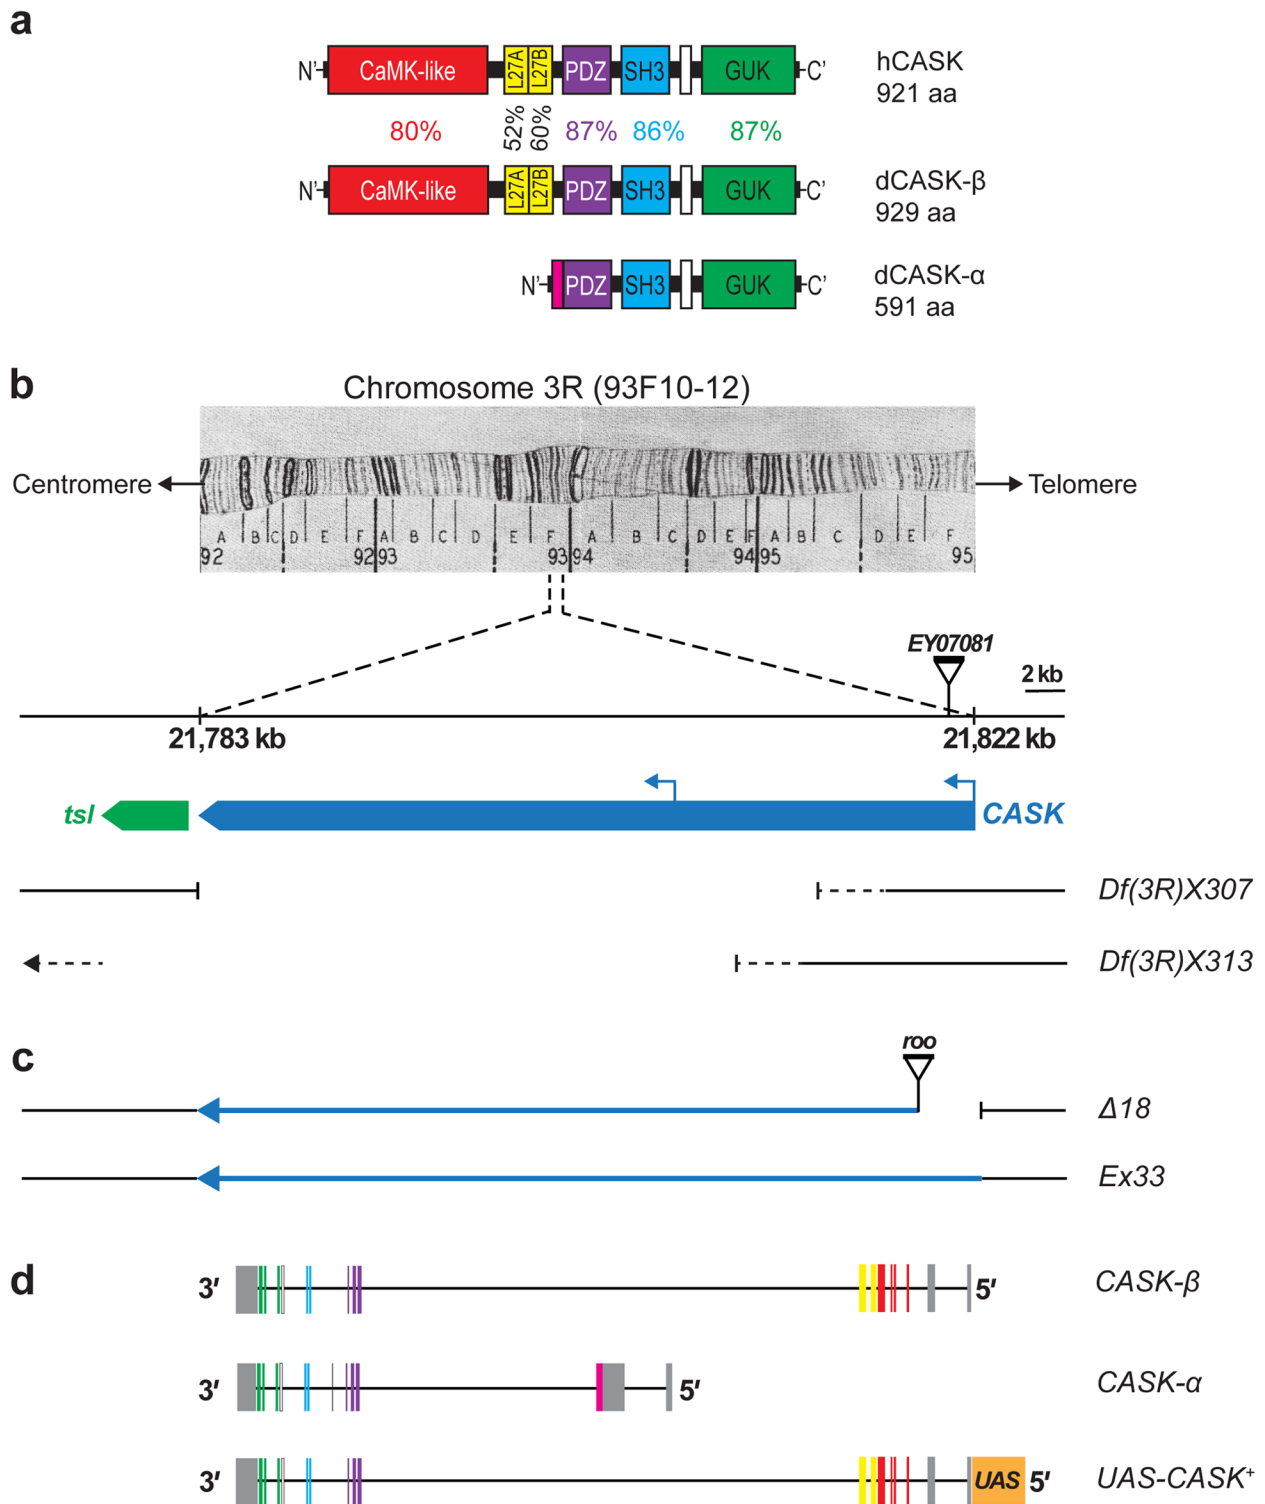 a
N' CaMK-like L27A L27B PDZ SH3 GUK C' hCASK
921 aa
80% 52% 60% 87% 86% 87%
N' CaMK-like L27A L27B PDZ SH3 GUK C' dCASK-β
929 aa
N' PDZ SH3 GUK C' dCASK-α
591 aa
b
Chromosome 3R (93F10-12)
Centromere Telomere
A B C D E F A B C D E F A B C D E F A B C D E F
92 92 93 93 94 94 95 95
EY07081
2 kb
21,783 kb 21,822 kb
tsl CASK
Df(3R)X307
Df(3R)X313
c
roo
Δ18
Ex33
d
3′ 5′ CASK-β
3′ 5′ CASK-α
3′ UAS 5′ UAS-CASK+